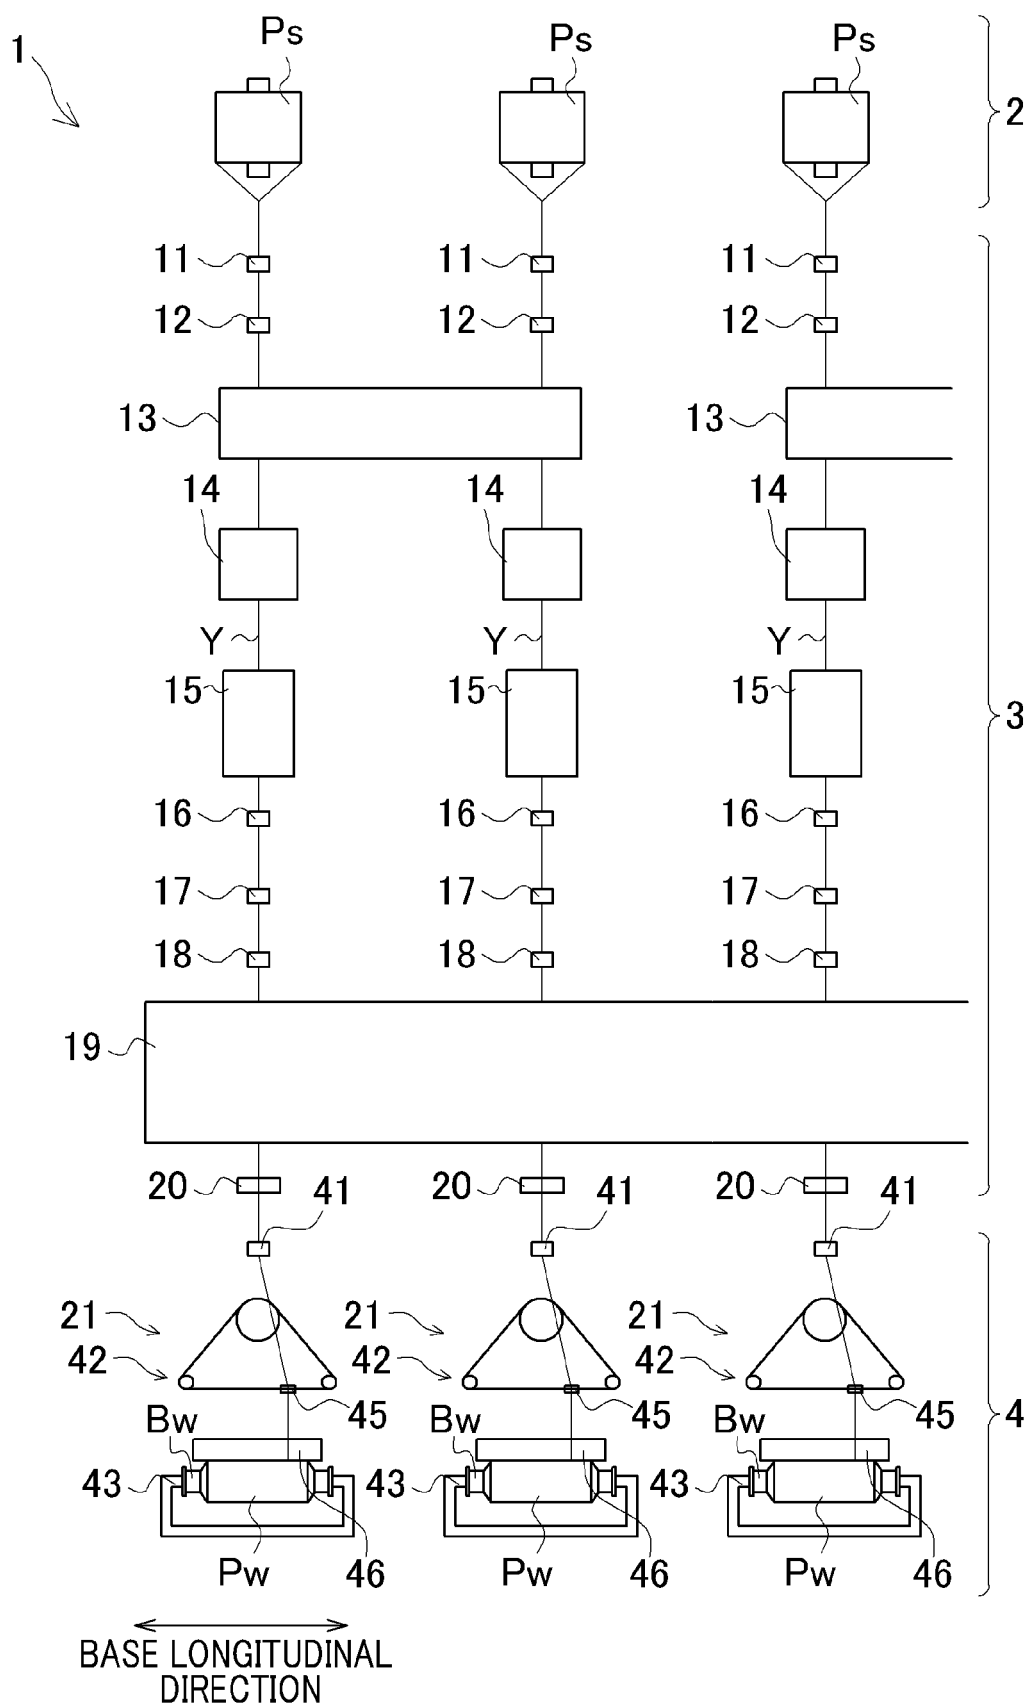 1
Ps Ps Ps
2
11 11 11
12 12 12
13 13
14 14 14
Y Y Y
15 15 15
3
16 16 16
17 17 17
18 18 18
19
20 41 20 41 20 41
21 21 21
42 42 42
Bw 45 Bw 45 Bw 45
4
43 43 43
Pw 46 Pw 46 Pw 46
BASE LONGITUDINAL
DIRECTION